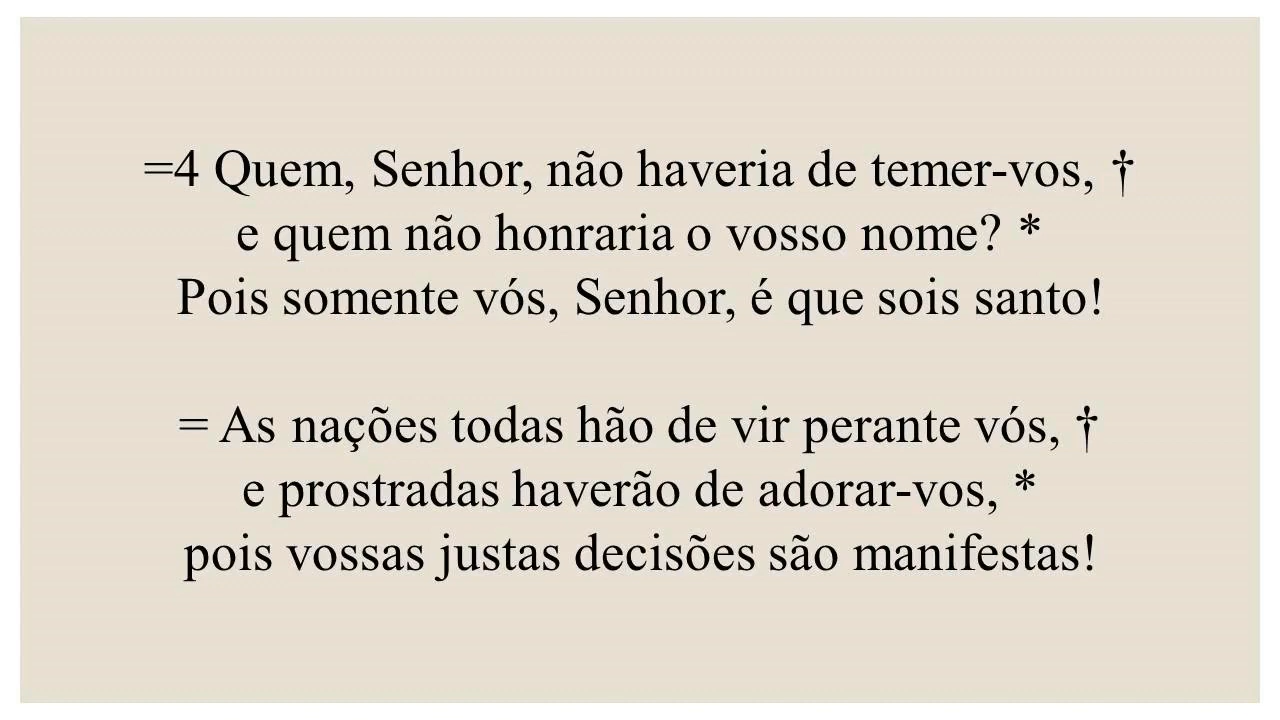 =4 Quem, Senhor, não haveria de temer-vos, †
e quem não honraria o vosso nome? *
Pois somente vós, Senhor, é que sois santo!
= As nações todas hão de vir perante vós, †
e prostradas haverão de adorar-vos, *
pois vossas justas decisões são manifestas!